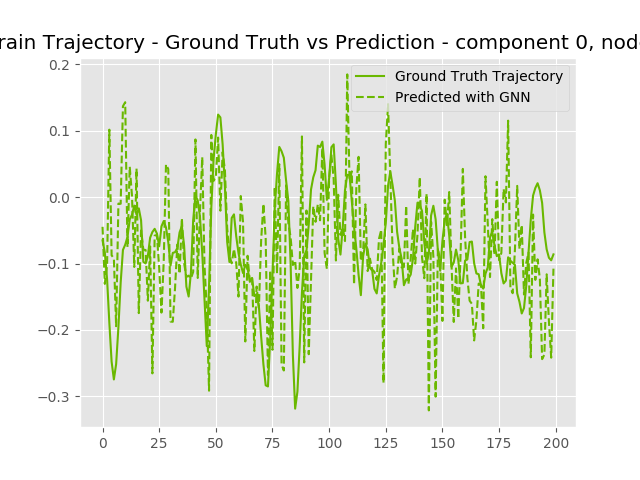 rain Trajectory - Ground Truth vs Prediction - component 0, nod
Ground Truth Trajectory
Predicted with GNN
0.2
0.1
0.0
−0.1
−0.2
−0.3
0 25 50 75 100 125 150 175 200